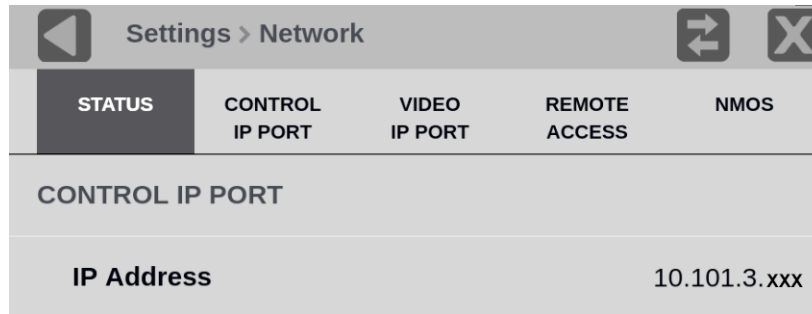 Settings > Network
STATUS
CONTROL
IP PORT
VIDEO
IP PORT
REMOTE
ACCESS
NMOS
CONTROL IP PORT
IP Address 10.101.3.xxx